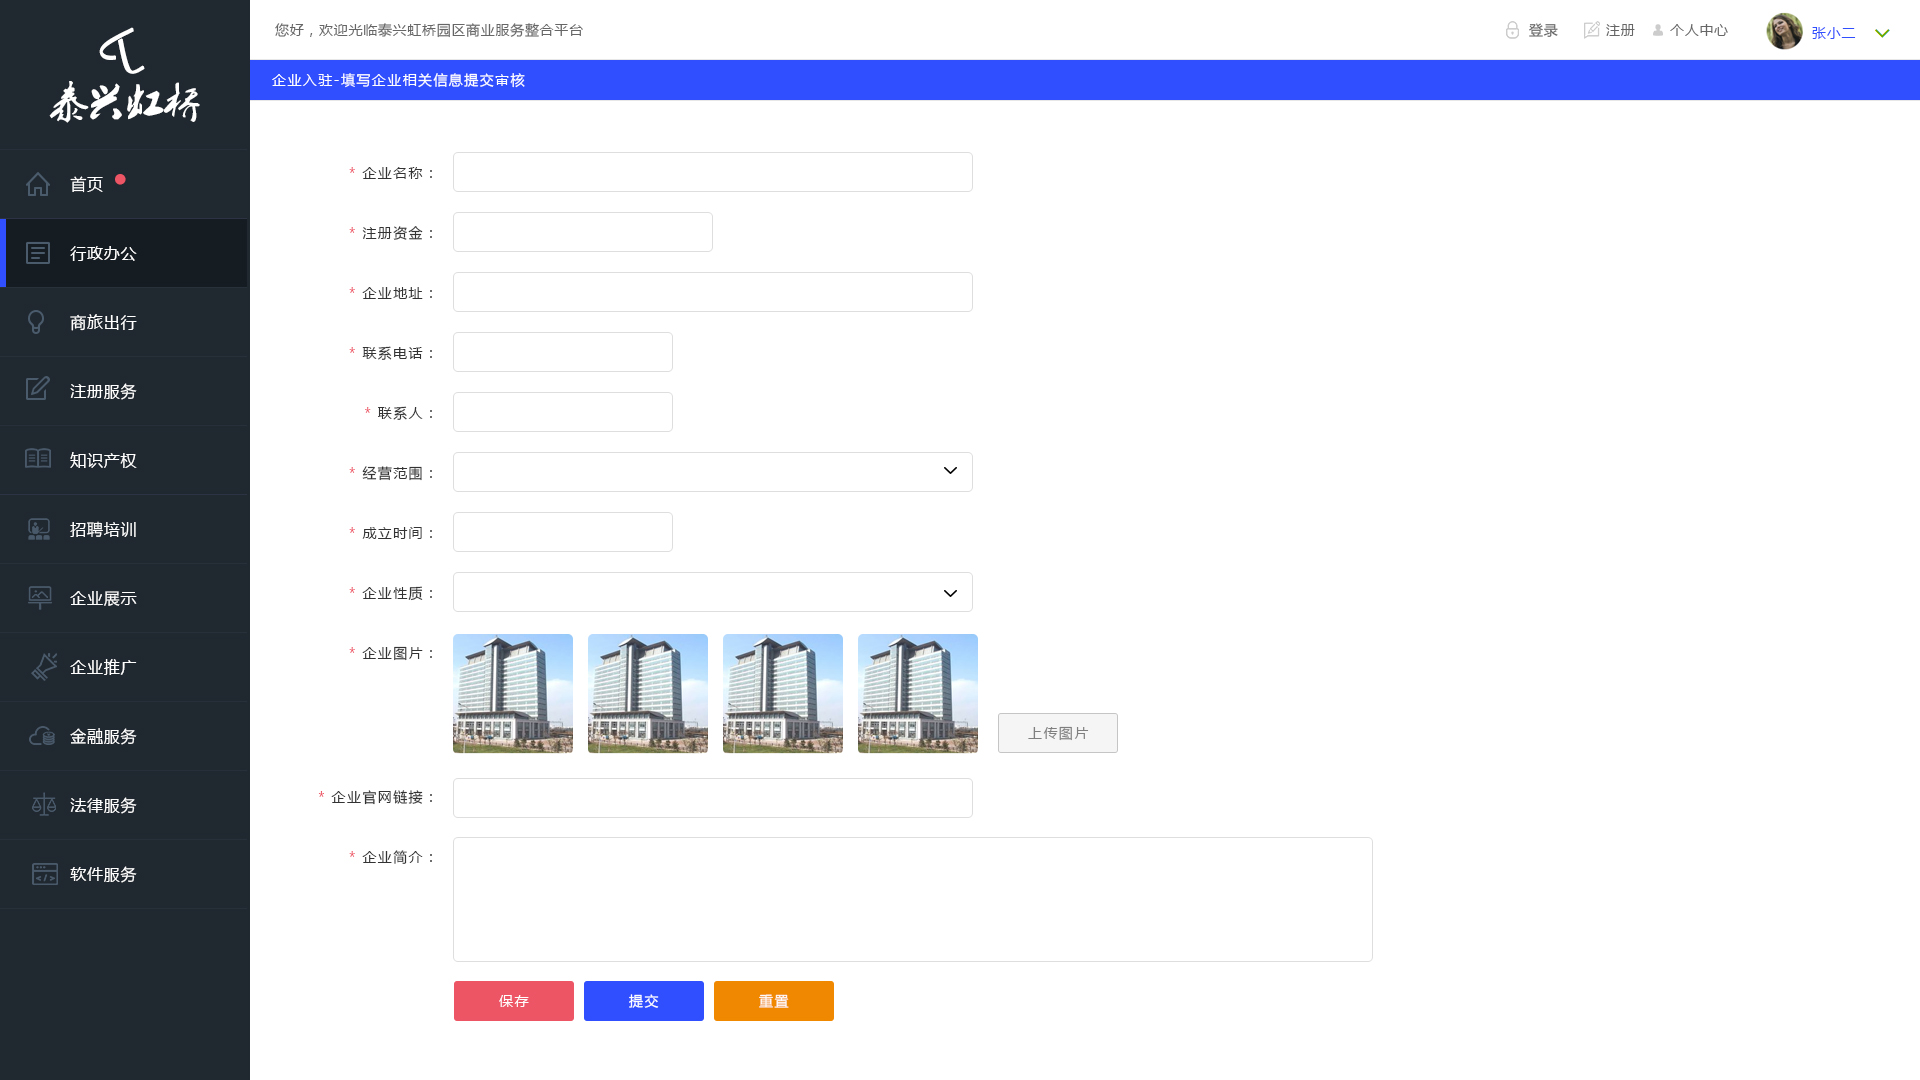 泰兴虹桥
首页
行政办公
商旅出行
注册服务
知识产权
招聘培训
企业展示
企业推广
金融服务
法律服务
软件服务
您好，欢迎光临泰兴虹桥园区商业服务整合平台
登录
注册
个人中心
张小二
企业入驻-填写企业相关信息提交审核
* 企业名称：
* 注册资金：
* 企业地址：
* 联系电话：
* 联系人：
* 经营范围：
* 成立时间：
* 企业性质：
* 企业图片：
上传图片
* 企业官网链接：
* 企业简介：
保存
提交
重置